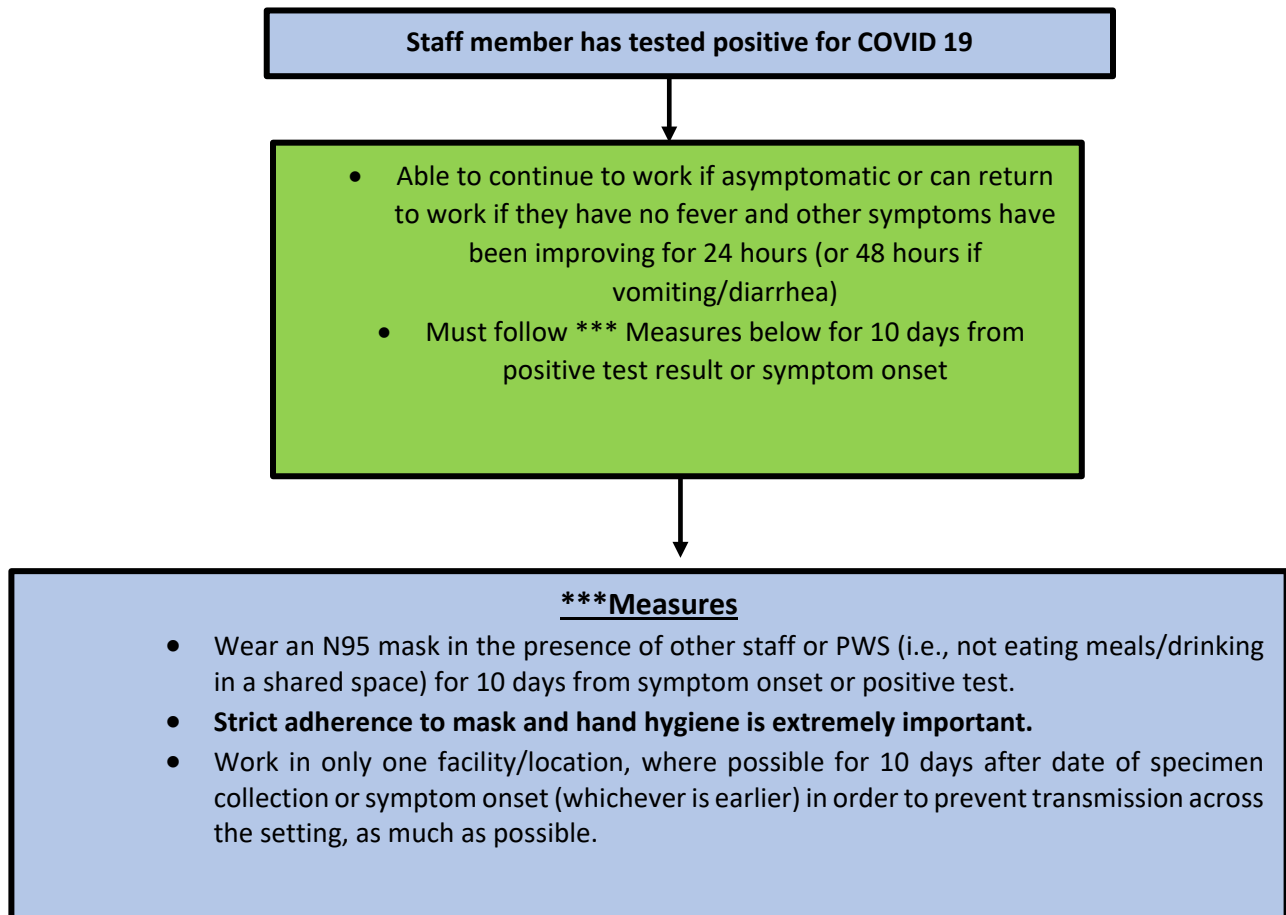 Staff member has tested positive for COVID 19
• Able to continue to work if asymptomatic or can return
to work if they have no fever and other symptoms have
been improving for 24 hours (or 48 hours if
vomiting/diarrhea)
• Must follow *** Measures below for 10 days from
positive test result or symptom onset
***Measures
• Wear an N95 mask in the presence of other staff or PWS (i.e., not eating meals/drinking
in a shared space) for 10 days from symptom onset or positive test.
• Strict adherence to mask and hand hygiene is extremely important.
• Work in only one facility/location, where possible for 10 days after date of specimen
collection or symptom onset (whichever is earlier) in order to prevent transmission across
the setting, as much as possible.